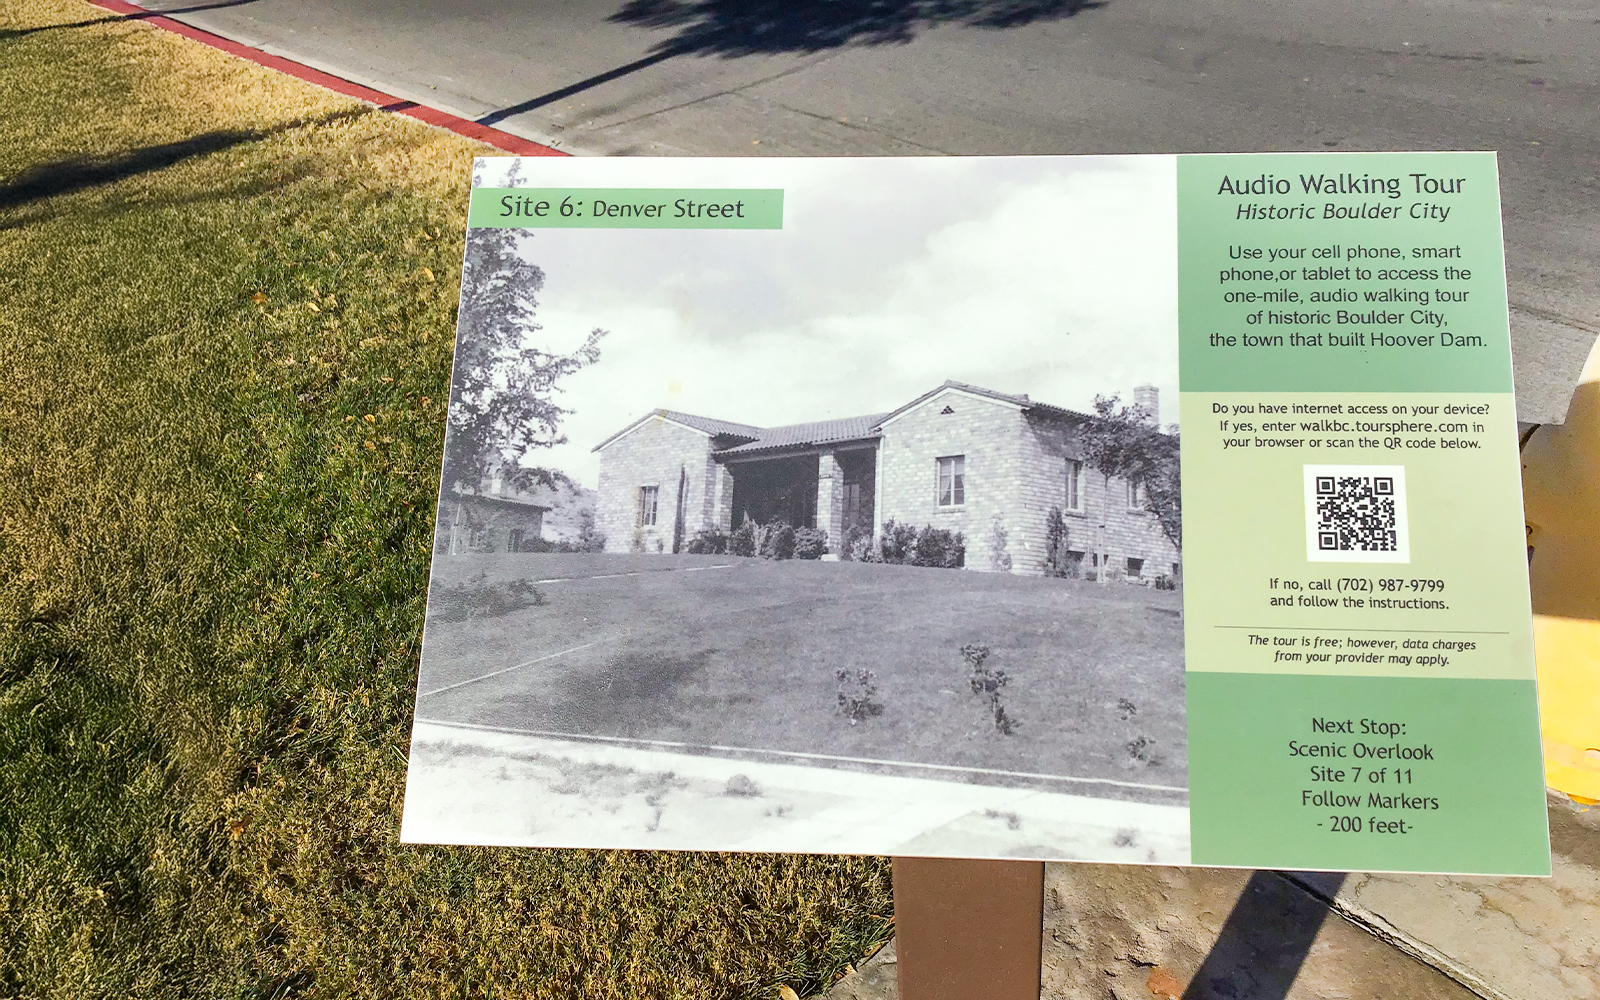 Site 6: Denver Street
Audio Walking Tour
Historic Boulder City
Use your cell phone, smart
phone,or tablet to access the
one-mile, audio walking tour
of historic Boulder City,
the town that built Hoover Dam.
Do you have internet access on your device?
If yes, enter walkbc.toursphere.com in
your browser or scan the QR code below.
If no, call (702) 987-9799
and follow the instructions.
The tour is free; however, data charges
from your provider may apply.
Next Stop:
Scenic Overlook
Site 7 of 11
Follow Markers
- 200 feet-